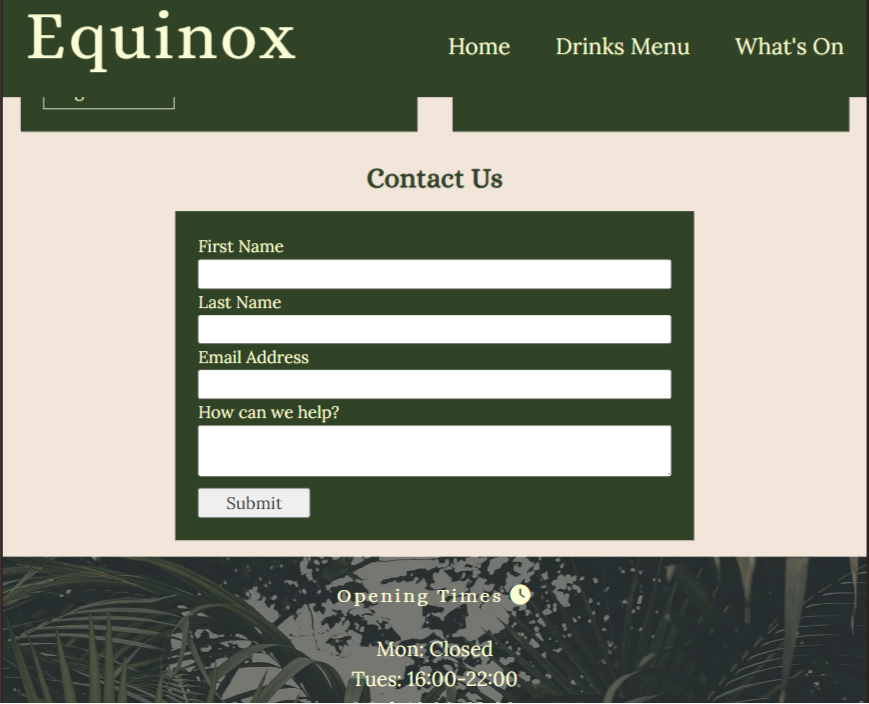 Equinox
Home Drinks Menu What's On
Contact Us
First Name
Last Name
Email Address
How can we help?
Submit
Opening Times
Mon: Closed
Tues: 16:00-22:00